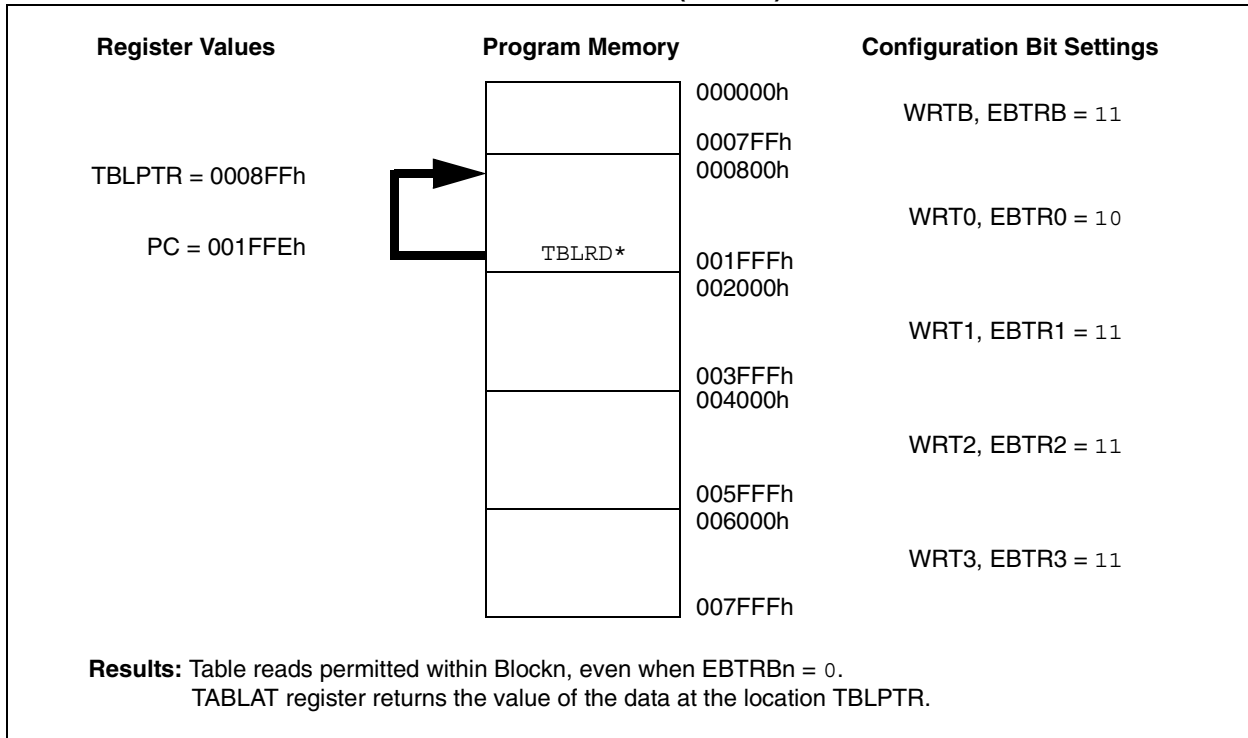 Register Values
Program Memory
Configuration Bit Settings
000000h
WRTB, EBTRB = 11
0007FFh
TBLPTR = 0008FFh
000800h
WRT0, EBTR0 = 10
PC = 001FFEh
TBLRD*
001FFFh
002000h
WRT1, EBTR1 = 11
003FFFh
004000h
WRT2, EBTR2 = 11
005FFFh
006000h
WRT3, EBTR3 = 11
007FFFh
Results: Table reads permitted within Blockn, even when EBTRBn = 0.
TABLAT register returns the value of the data at the location TBLPTR.